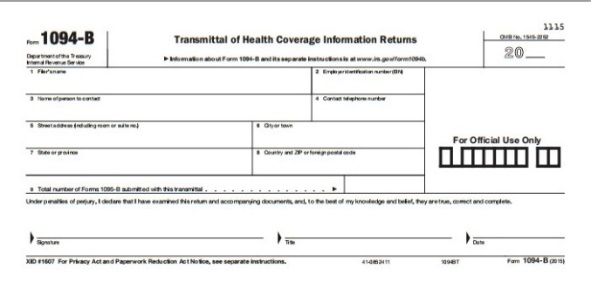 1115
Form 1094-B
Transmittal of Health Coverage Information Returns
OMB No. 1545-2252
Department of the Treasury
Internal Revenue Service
▶ Information about Form 1094-B and its separate instructions is at www.irs.gov/form1094b.
20
1 Filer's name
2 Employer identification number (EIN)
3 Name of person to contact
4 Contact telephone number
5 Street address (including room or suite no.)
6 City or town
For Official Use Only
7 State or province
8 Country and ZIP or foreign postal code
9 Total number of Forms 1095-B submitted with this transmittal . . . . . . . . . . . . ▶
Under penalties of perjury, I declare that I have examined this return and accompanying documents, and, to the best of my knowledge and belief, they are true, correct and complete.
Signature
Title
Date
XID #1607 For Privacy Act and Paperwork Reduction Act Notice, see separate instructions.
41-0852411
1094BT
Form 1094-B (2015)